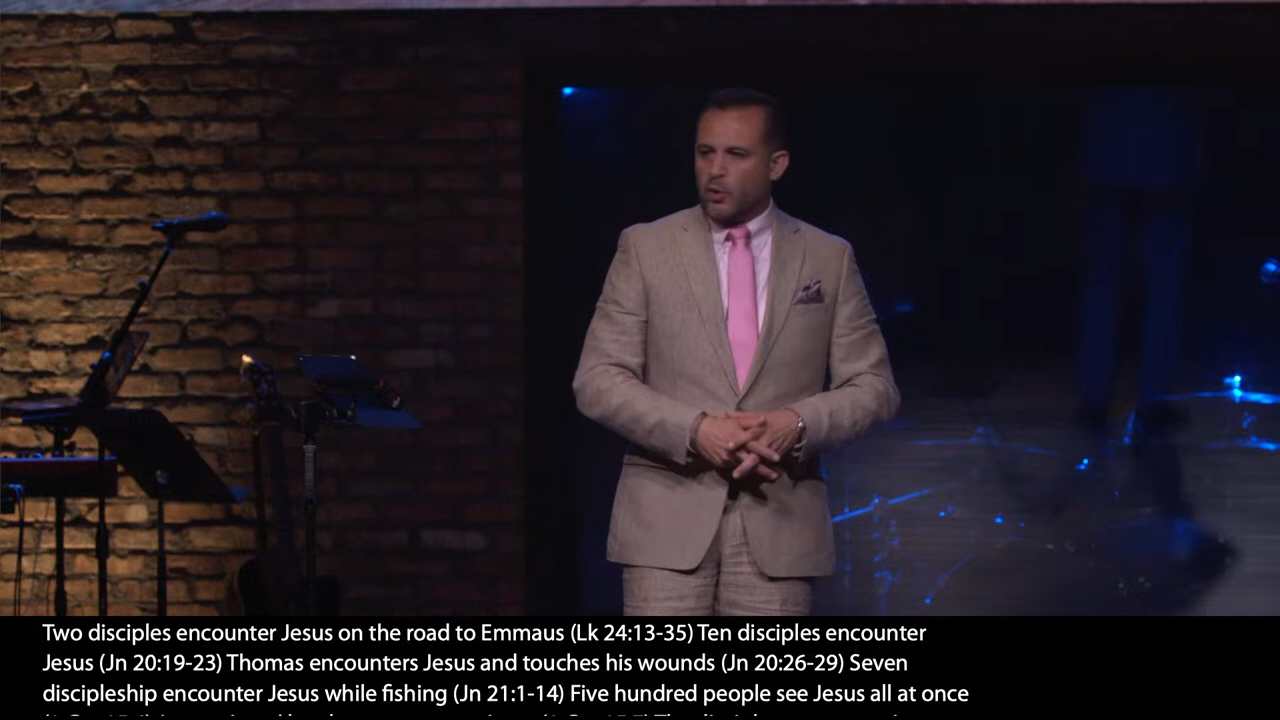 Two disciples encounter Jesus on the road to Emmaus (Lk 24:13-35) Ten disciples encounter
Jesus (Jn 20:19-23) Thomas encounters Jesus and touches his wounds (Jn 20:26-29) Seven
discipleship encounter Jesus while fishing (Jn 21:1-14) Five hundred people see Jesus all at once